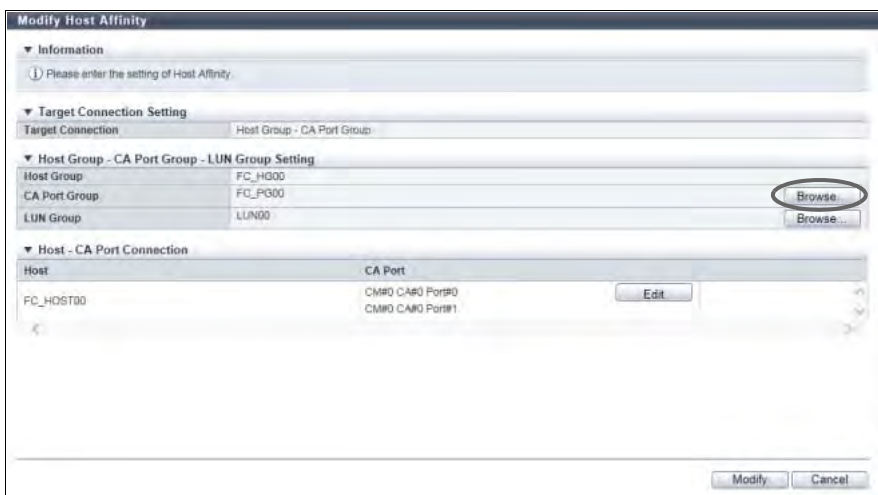 Modify Host Affinity
Information
Please enter the setting of Host Affinity.
Target Connection Setting
Target Connection Host Group - CA Port Group
Host Group - CA Port Group - LUN Group Setting
Host Group FC_HG00
CA Port Group FC_PG00 Browse...
LUN Group LUN00 Browse...
Host - CA Port Connection
Host CA Port
FC_HOST00 CM#0 CA#0 Port#0 Edit
CM#0 CA#0 Port#1
Modify Cancel